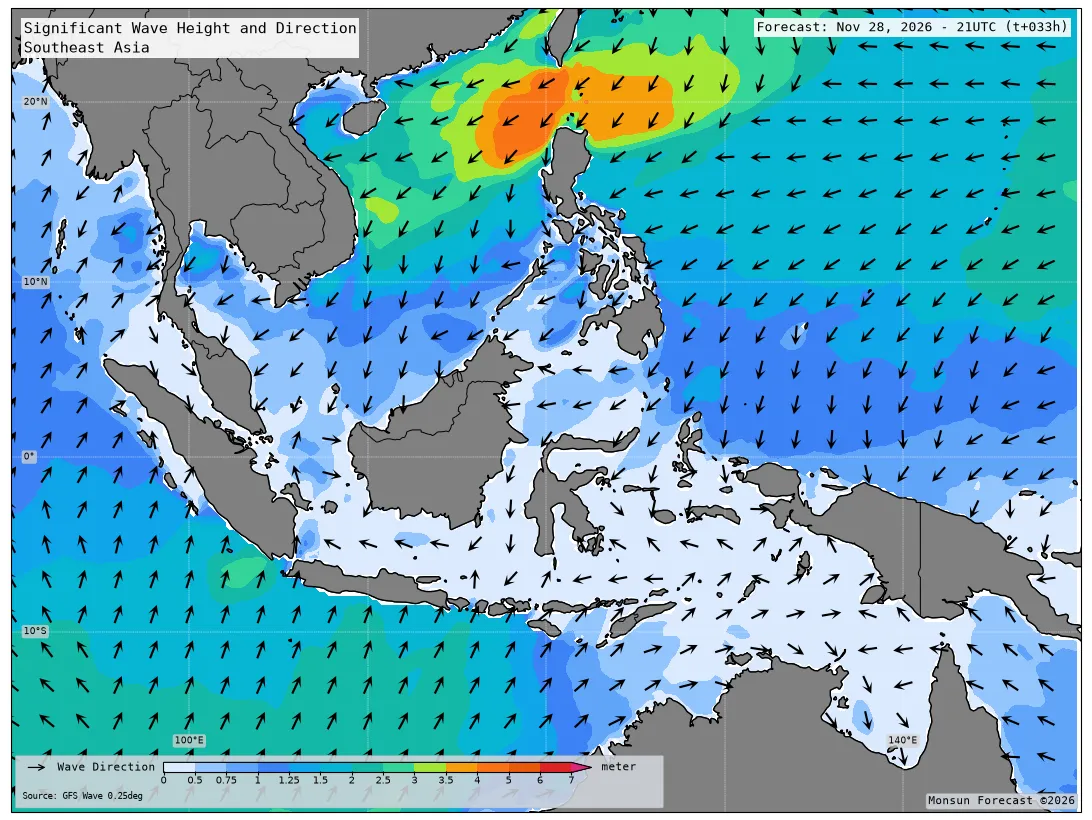 Significant Wave Height and Direction
Southeast Asia
Forecast: Nov 28, 2026 - 21UTC (t+033h)
20°N
10°N
0°
10°S
100°E
140°E
Wave Direction
0 0.5 0.75 1 1.25 1.5 2 2.5 3 3.5 4 5 6 7
meter
Source: GFS Wave 0.25deg
Monsun Forecast ©2026